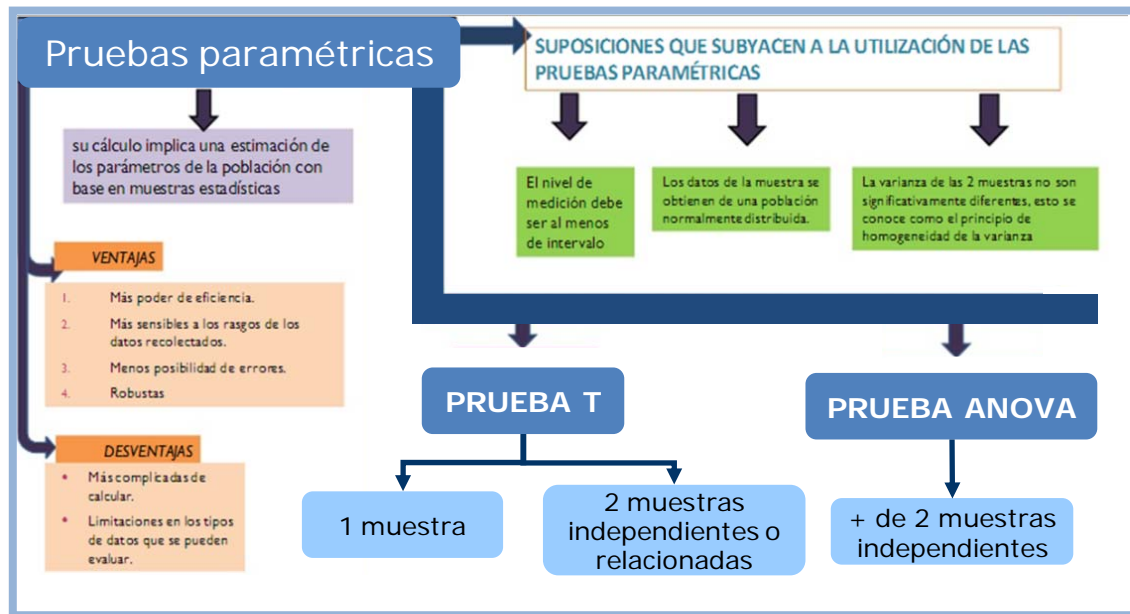 Pruebas paramétricas
SUPOSICIONES QUE SUBYACEN A LA UTILIZACIÓN DE LAS
PRUEBAS PARAMÉTRICAS
su cálculo implica una estimación de
los parámetros de la población con
base en muestras estadísticas
El nivel de
medición debe
ser al menos
de intervalo
Los datos de la muestra se
obtienen de una población
normalmente distribuida.
La varianza de las 2 muestras no son
significativamente diferentes, esto se
conoce como el principio de
homogeneidad de la varianza
VENTAJAS
1. Más poder de eficiencia.
2. Más sensibles a los rasgos de los
datos recolectados.
3. Menos posibilidad de errores.
4. Robustas
DESVENTAJAS
• Más complicadas de
calcular.
• Limitaciones en los tipos
de datos que se pueden
evaluar.
PRUEBA T
1 muestra
2 muestras
independientes o
relacionadas
PRUEBA ANOVA
+ de 2 muestras
independientes